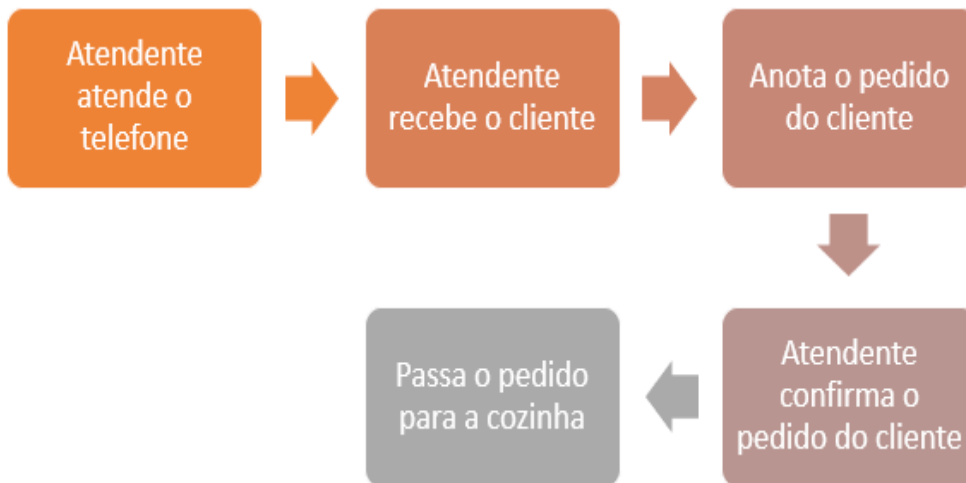 Atendente
atende o
telefone
Atendente
recebe o cliente
Anota o pedido
do cliente
Atendente
confirma o
pedido do cliente
Passa o pedido
para a cozinha